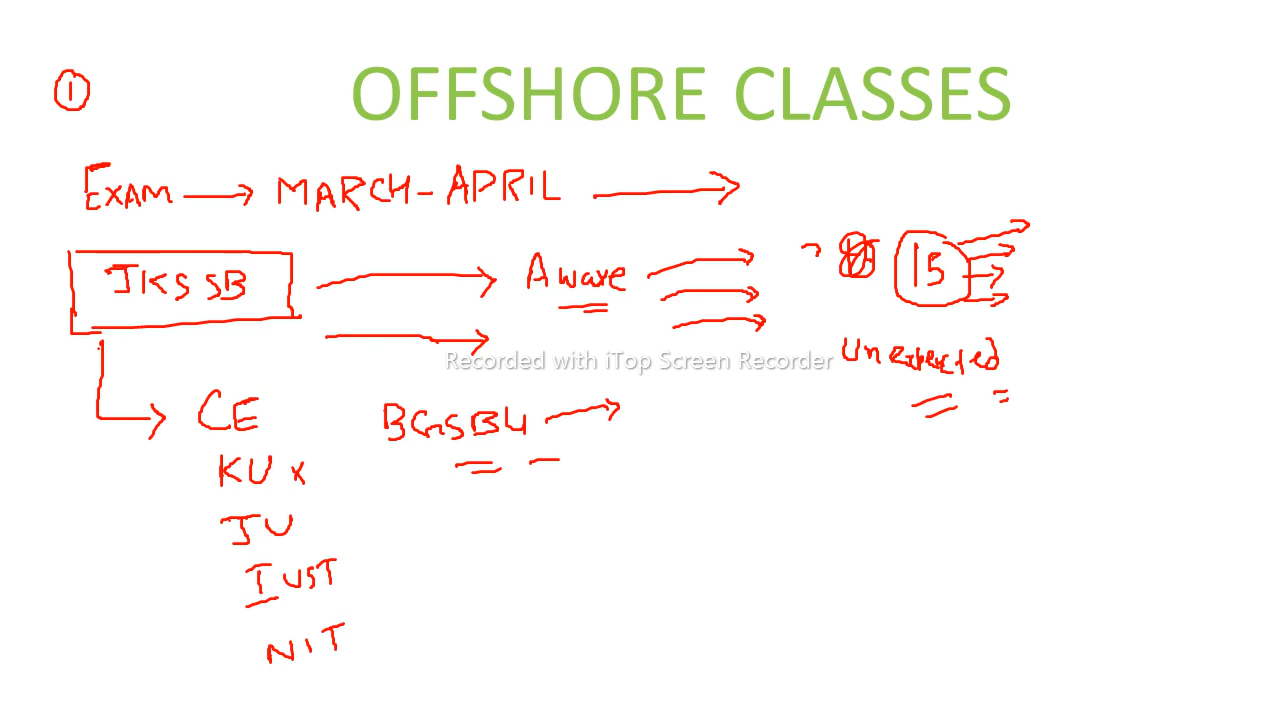 ①
OFFSHORE CLASSES
EXAM → MARCH - APRIL →
JKSSB → Aware → 15
Unexpected
Recorded with iTop Screen Recorder
CE BGSBU →
KU x
JU
IUST
NIT